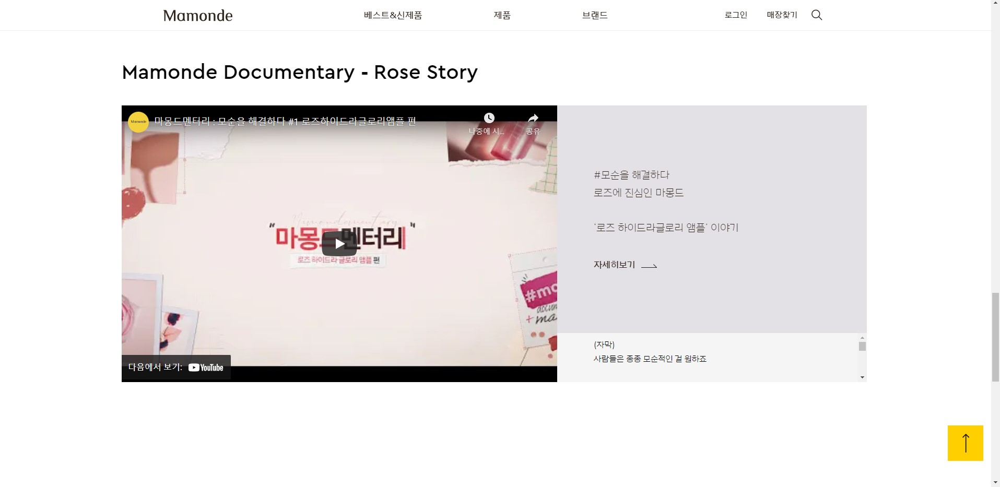 Mamonde
베스트&신제품
제품
브랜드
로그인
매장찾기
Mamonde Documentary - Rose Story
Mamonde
마몽드멘터리 : 모순을 해결하다 #1 로즈하이드라글로리앰플 편
나중에 시...
공유
Mamondamentary
"마몽드멘터리"
로즈 하이드라 글로리 앰플 편
#mo
docum
+ ma
다음에서 보기: YouTube
#모순을 해결하다
로즈에 진심인 마몽드
‘로즈 하이드라글로리 앰플‘ 이야기
자세히보기
(자막)
사람들은 종종 모순적인 걸 원하죠